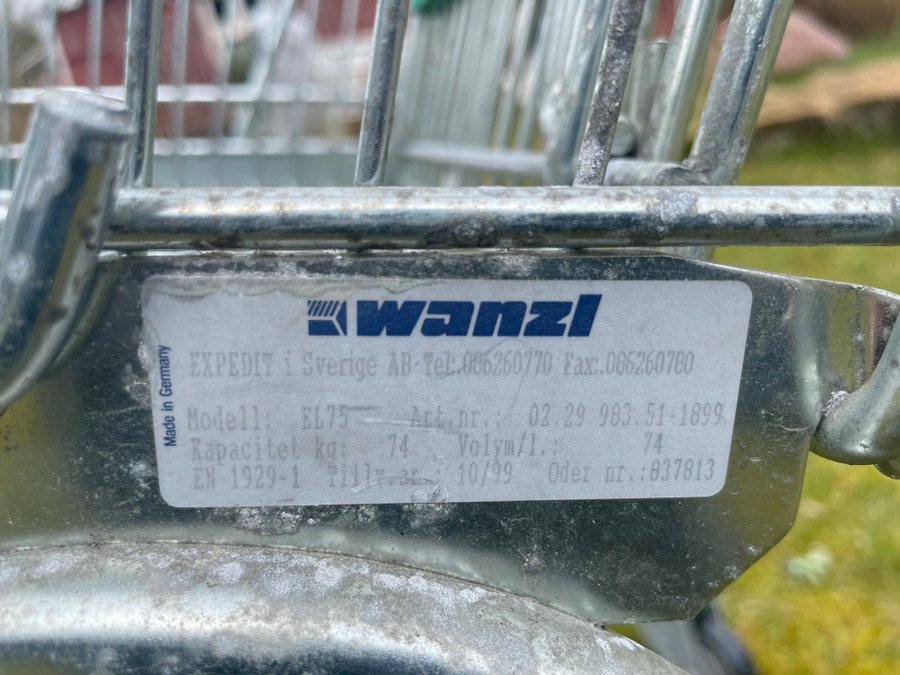 wanzl
EXPEDIT i Sverige AB Tel:.086260770 Fax:.086260780
Made in Germany
Modell: EL75 Art,nr.: 02.29 983.51-1899
Kapacitet kg: 74 Volym/l.: 74
EN 1929-1 Tillv.ar.: 10/99 Oder nr.:837813